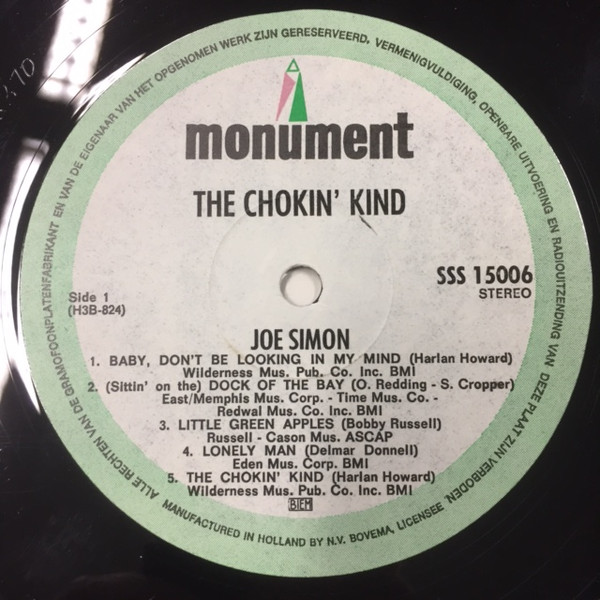 monument
THE CHOKIN' KIND
SSS 15006
STEREO
Side 1
(H3B-824)
JOE SIMON
1. BABY, DON'T BE LOOKING IN MY MIND (Harlan Howard)
Wilderness Mus. Pub. Co. Inc. BMI
2. (Sittin' on the) DOCK OF THE BAY (O. Redding - S. Cropper)
East/Memphis Mus. Corp. - Time Mus. Co. -
Redwal Mus. Co. Inc. BMI
3. LITTLE GREEN APPLES (Bobby Russell)
Russell - Cason Mus. ASCAP
4. LONELY MAN (Delmar Donnell)
Eden Mus. Corp. BMI
5. THE CHOKIN' KIND (Harlan Howard)
Wilderness Mus. Pub. Co. Inc. BMI
BIEM
ALLE RECHTEN VAN DE GRAMOFOONPLATENFABRIKANT EN VAN DE EIGENAAR VAN HET OPGENOMEN WERK ZIJN GERESERVEERD, VERMENIGVULDIGING, OPENBARE UITVOERING EN RADIOUITZENDING VAN DEZE PLAAT ZIJN VERBODEN.
MANUFACTURED IN HOLLAND BY N.V. BOVEMA, LICENSEE,